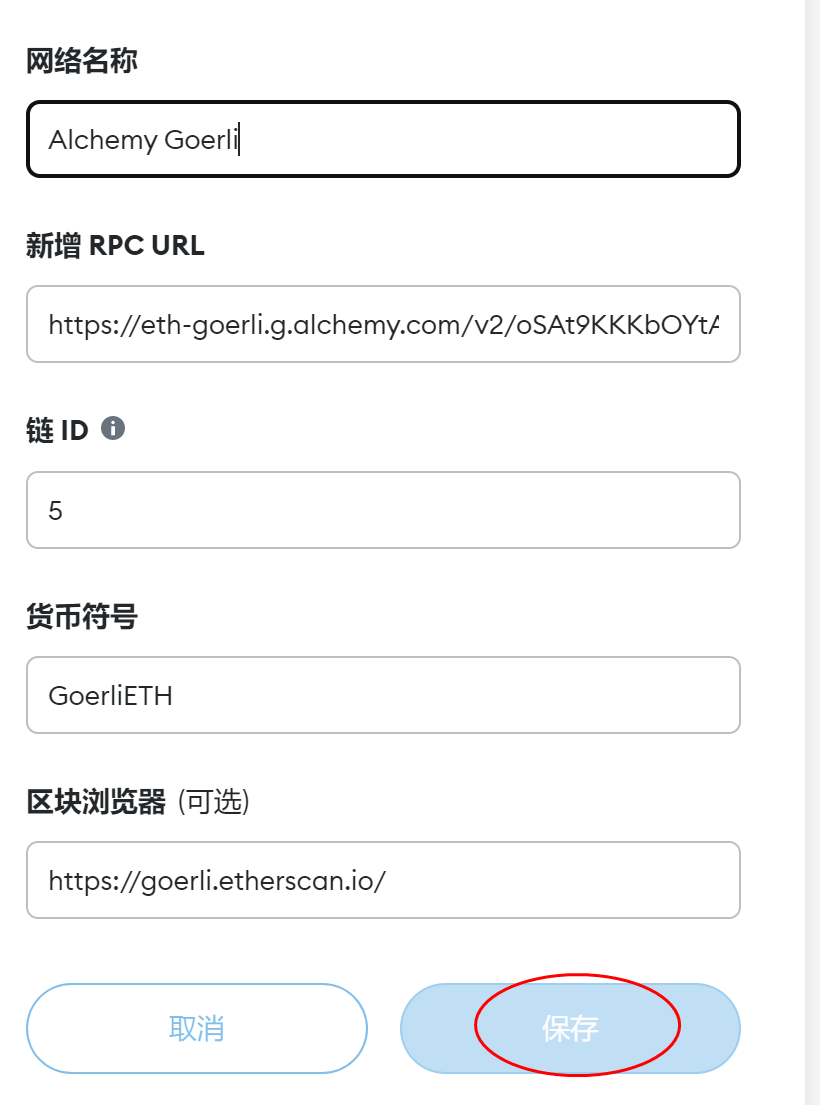 网络名称
Alchemy Goerli
新增 RPC URL
https://eth-goerli.g.alchemy.com/v2/oSAt9KKKbOYtA
链 ID
5
货币符号
GoerliETH
区块浏览器 (可选)
https://goerli.etherscan.io/
取消
保存